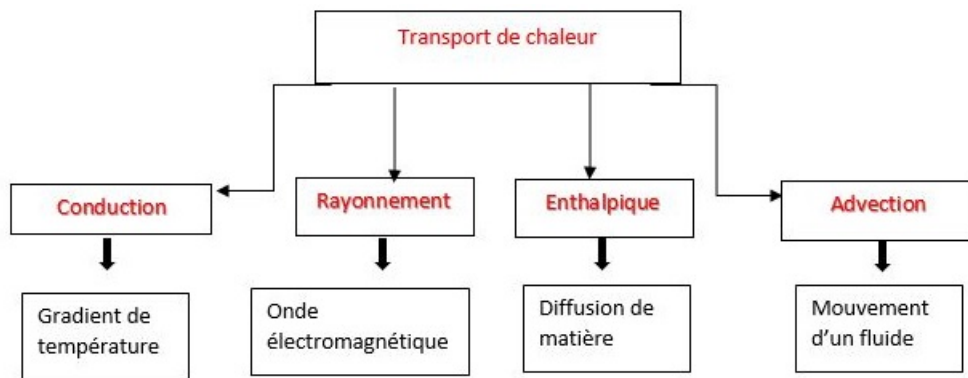 Transport de chaleur
Conduction
Rayonnement
Enthalpique
Advection
Gradient de
température
Onde
électromagnétique
Diffusion de
matière
Mouvement
d'un fluide